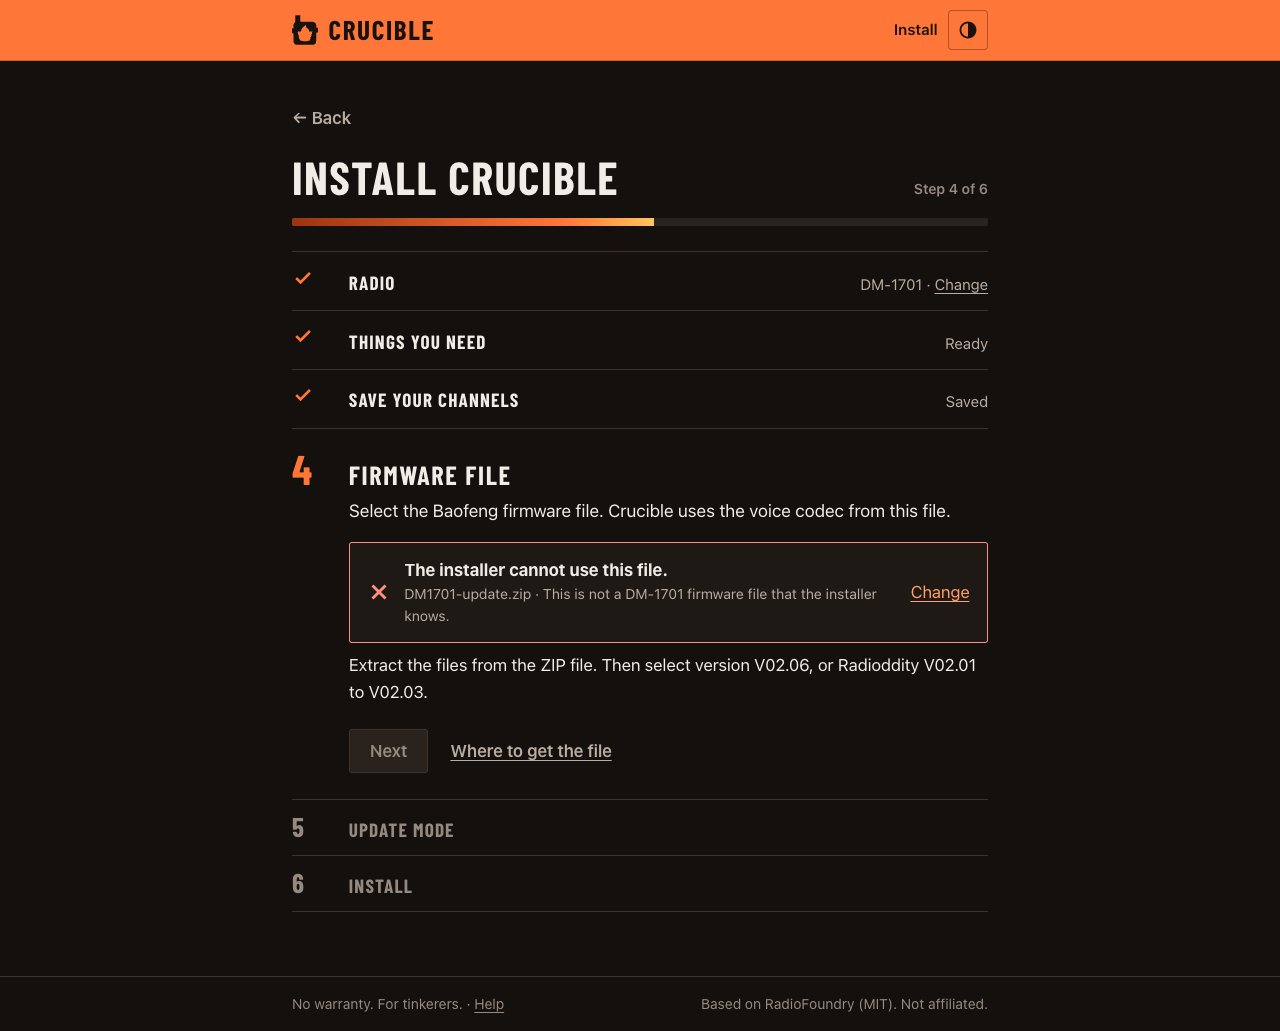 CRUCIBLE
Install
← Back
INSTALL CRUCIBLE
Step 4 of 6
RADIO
DM-1701 · Change
THINGS YOU NEED
Ready
SAVE YOUR CHANNELS
Saved
4
FIRMWARE FILE
Select the Baofeng firmware file. Crucible uses the voice codec from this file.
The installer cannot use this file.
DM1701-update.zip · This is not a DM-1701 firmware file that the installer
knows.
Change
Extract the files from the ZIP file. Then select version V02.06, or Radioddity V02.01
to V02.03.
Next
Where to get the file
5
UPDATE MODE
6
INSTALL
No warranty. For tinkerers. · Help
Based on RadioFoundry (MIT). Not affiliated.